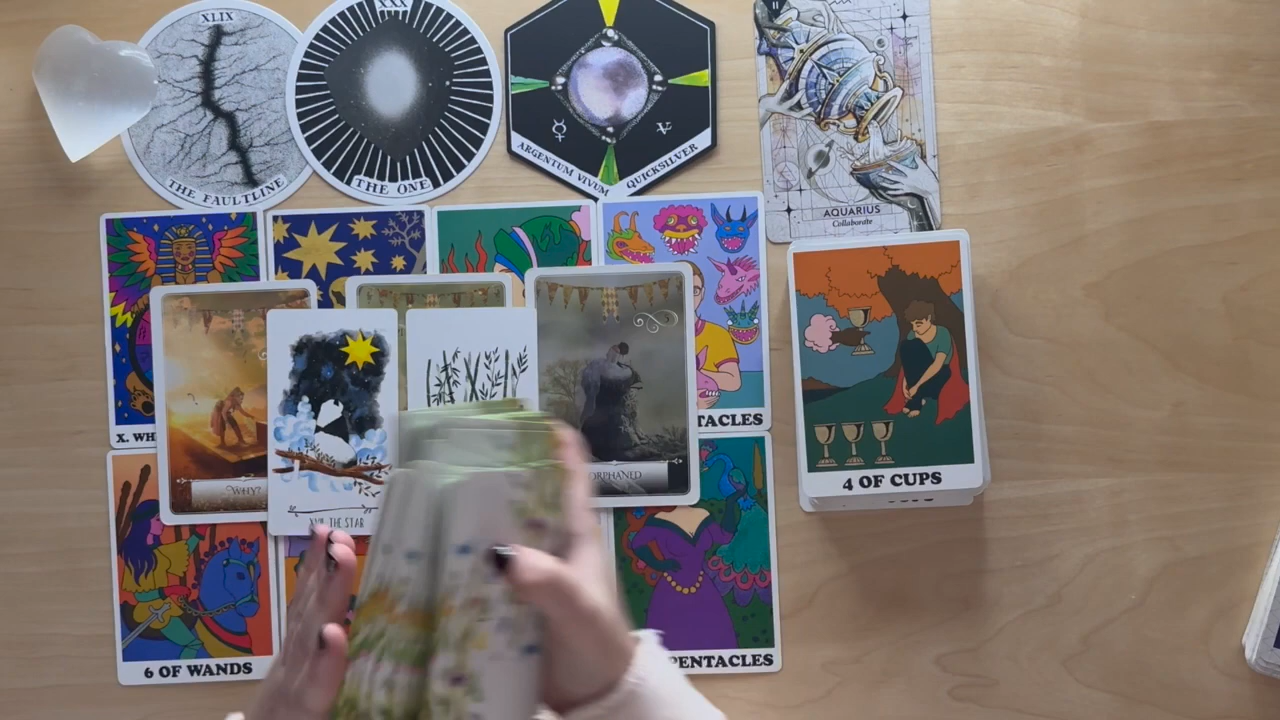 XLIX
THE FAULTLINE
XXX
THE ONE
ARGENTUM VIVUM
QUICKSILVER
II
AQUARIUS
Collaborate
X. WH
TACLES
WHY?
ORPHANED
XVII THE STAR
4 OF CUPS
6 OF WANDS
PENTACLES